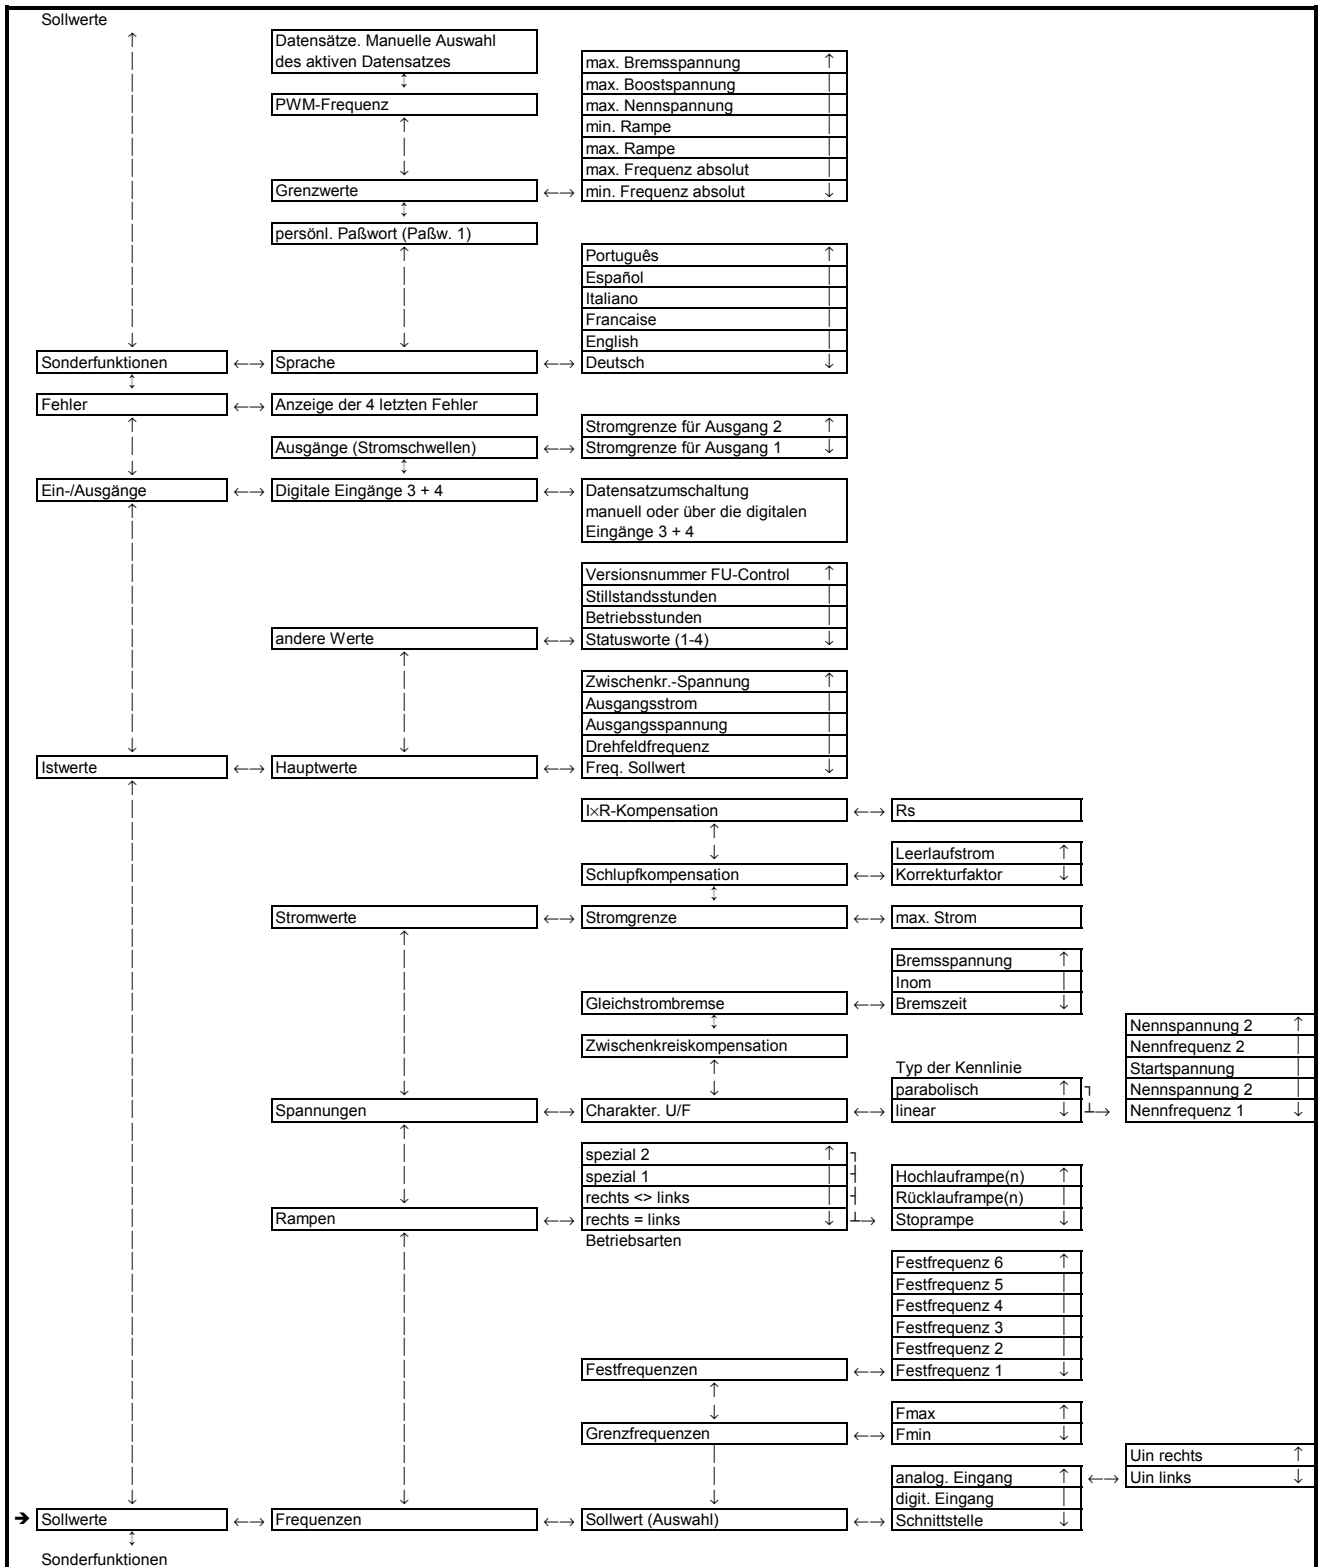 Sollwerte
Datensätze. Manuelle Auswahl
des aktiven Datensatzes
max. Bremsspannung
max. Boostspannung
PWM-Frequenz
max. Nennspannung
min. Rampe
max. Rampe
max. Frequenz absolut
Grenzwerte
min. Frequenz absolut
persönl. Paßwort (Paßw. 1)
Português
Español
Italiano
Francaise
English
Sonderfunktionen
Sprache
Deutsch
Fehler
Anzeige der 4 letzten Fehler
Stromgrenze für Ausgang 2
Ausgänge (Stromschwellen)
Stromgrenze für Ausgang 1
Ein-/Ausgänge
Digitale Eingänge 3 + 4
Datensatzumschaltung
manuell oder über die digitalen
Eingänge 3 + 4
Versionsnummer FU-Control
Stillstandsstunden
Betriebsstunden
andere Werte
Statusworte (1-4)
Zwischenkr.-Spannung
Ausgangsstrom
Ausgangsspannung
Drehfeldfrequenz
Istwerte
Hauptwerte
Freq. Sollwert
I×R-Kompensation
Rs
Leerlaufstrom
Schlupfkompensation
Korrekturfaktor
Stromwerte
Stromgrenze
max. Strom
Bremsspannung
Inom
Gleichstrombremse
Bremszeit
Nennspannung 2
Zwischenkreiskompensation
Nennfrequenz 2
Typ der Kennlinie
Startspannung
parabolisch
Nennspannung 2
Spannungen
Charakter. U/F
linear
Nennfrequenz 1
spezial 2
spezial 1
Hochlauframpe(n)
rechts <> links
Rücklauframpe(n)
Rampen
rechts = links
Stoprampe
Betriebsarten
Festfrequenz 6
Festfrequenz 5
Festfrequenz 4
Festfrequenz 3
Festfrequenz 2
Festfrequenzen
Festfrequenz 1
Fmax
Grenzfrequenzen
Fmin
Uin rechts
analog. Eingang
Uin links
digit. Eingang
Sollwerte
Frequenzen
Sollwert (Auswahl)
Schnittstelle
Sonderfunktionen